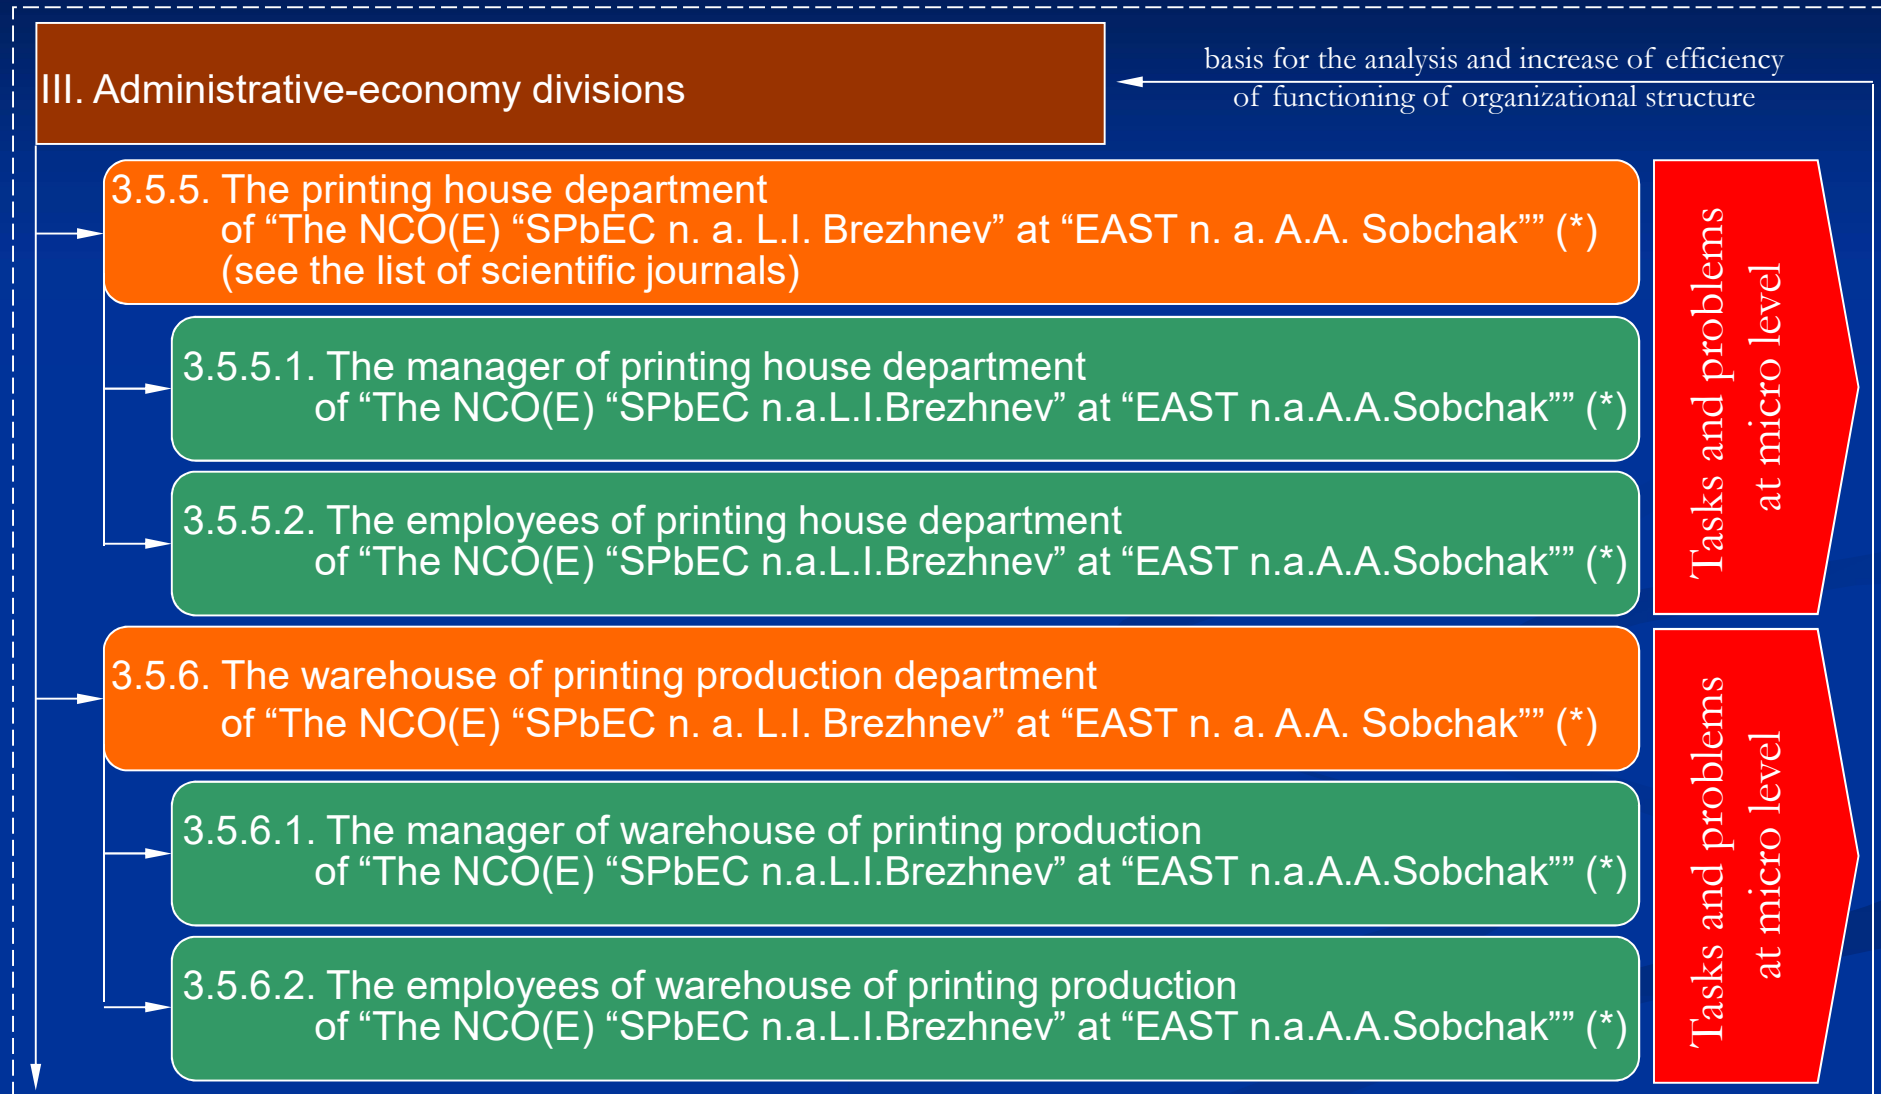 III. Administrative-economy divisions
basis for the analysis and increase of efficiency
of functioning of organizational structure
3.5.5. The printing house department
of “The NCO(E) “SPbEC n. a. L.I. Brezhnev” at “EAST n. a. A.A. Sobchak”” (*)
(see the list of scientific journals)
3.5.5.1. The manager of printing house department
of “The NCO(E) “SPbEC n.a.L.I.Brezhnev” at “EAST n.a.A.A.Sobchak”” (*)
3.5.5.2. The employees of printing house department
of “The NCO(E) “SPbEC n.a.L.I.Brezhnev” at “EAST n.a.A.A.Sobchak”” (*)
Tasks and problems
at micro level
3.5.6. The warehouse of printing production department
of “The NCO(E) “SPbEC n. a. L.I. Brezhnev” at “EAST n. a. A.A. Sobchak”” (*)
3.5.6.1. The manager of warehouse of printing production
of “The NCO(E) “SPbEC n.a.L.I.Brezhnev” at “EAST n.a.A.A.Sobchak”” (*)
3.5.6.2. The employees of warehouse of printing production
of “The NCO(E) “SPbEC n.a.L.I.Brezhnev” at “EAST n.a.A.A.Sobchak”” (*)
Tasks and problems
at micro level